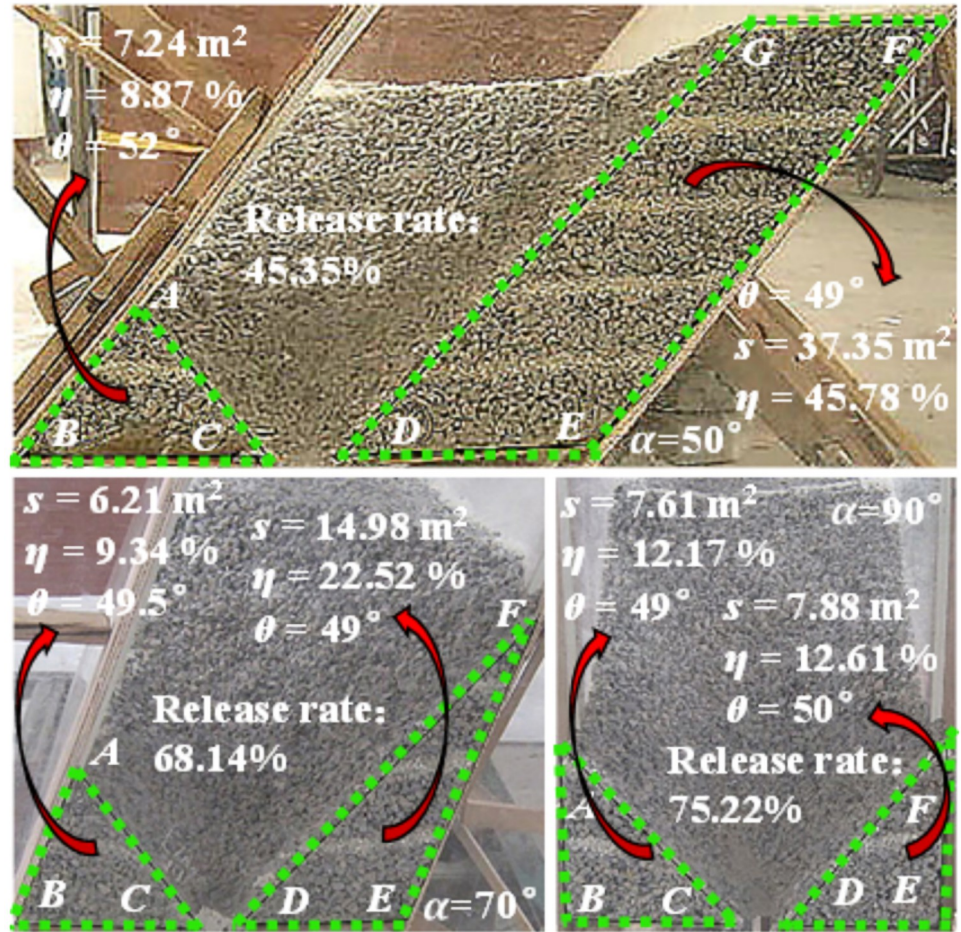 s = 7.24 m²
η = 8.87 %
θ = 52°
G
F
Release rate:
45.35%
A
θ = 49°
s = 37.35 m²
η = 45.78 %
B
C
D
E
α=50°
s = 6.21 m²
η = 9.34 %
θ = 49.5°
s = 14.98 m²
η = 22.52 %
θ = 49°
F
Release rate:
68.14%
A
B
C
D
E
α=70°
s = 7.61 m²
α=90°
η = 12.17 %
θ = 49°
s = 7.88 m²
η = 12.61 %
θ = 50°
Release rate:
75.22%
A
F
B
C
D
E